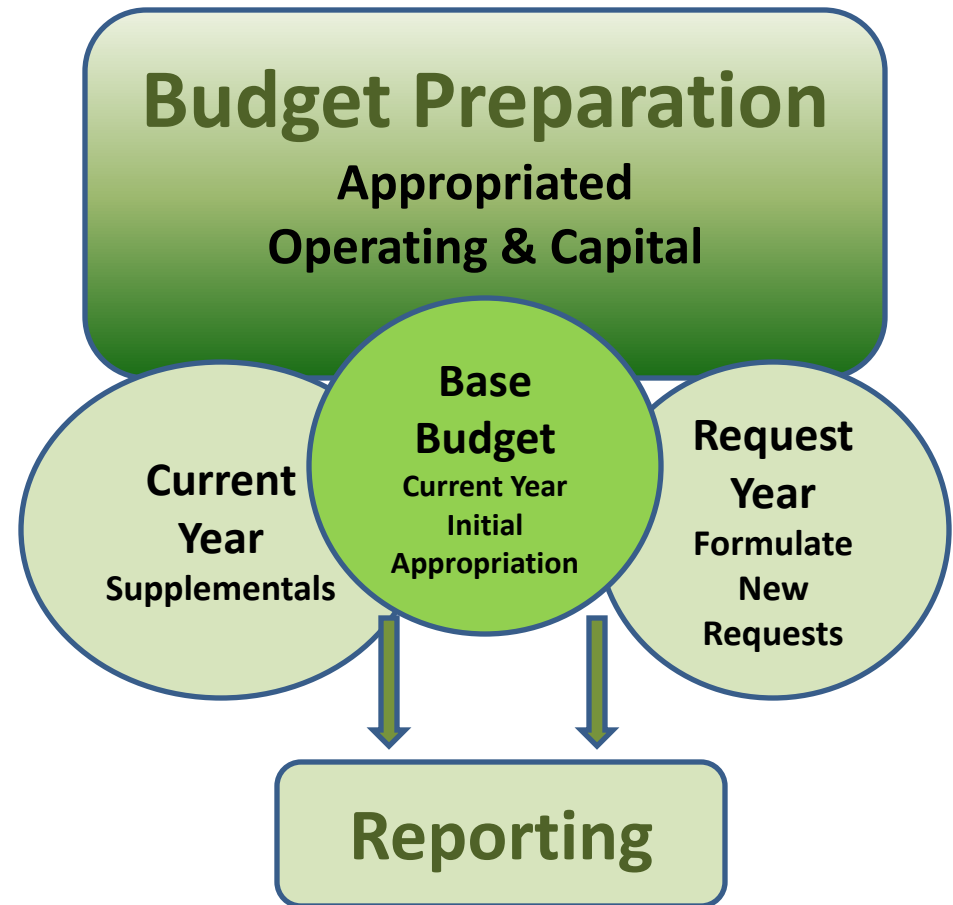 Budget Preparation
Appropriated
Operating & Capital
Current
Year
Supplementals
Base
Budget
Current Year
Initial
Appropriation
Request
Year
Formulate
New
Requests
Reporting